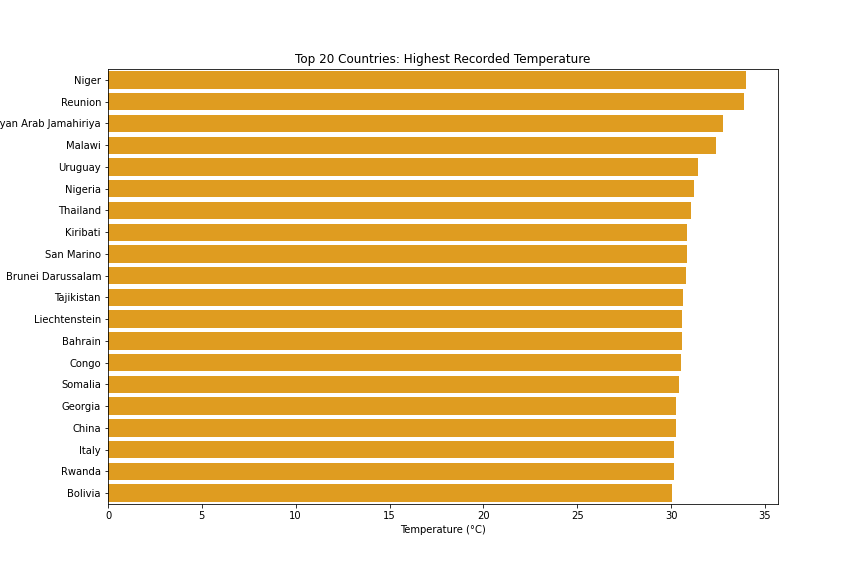 Top 20 Countries: Highest Recorded Temperature
Niger
Reunion
yan Arab Jamahiriya
Malawi
Uruguay
Nigeria
Thailand
Kiribati
San Marino
Brunei Darussalam
Tajikistan
Liechtenstein
Bahrain
Congo
Somalia
Georgia
China
Italy
Rwanda
Bolivia
0 5 10 15 20 25 30 35
Temperature (°C)